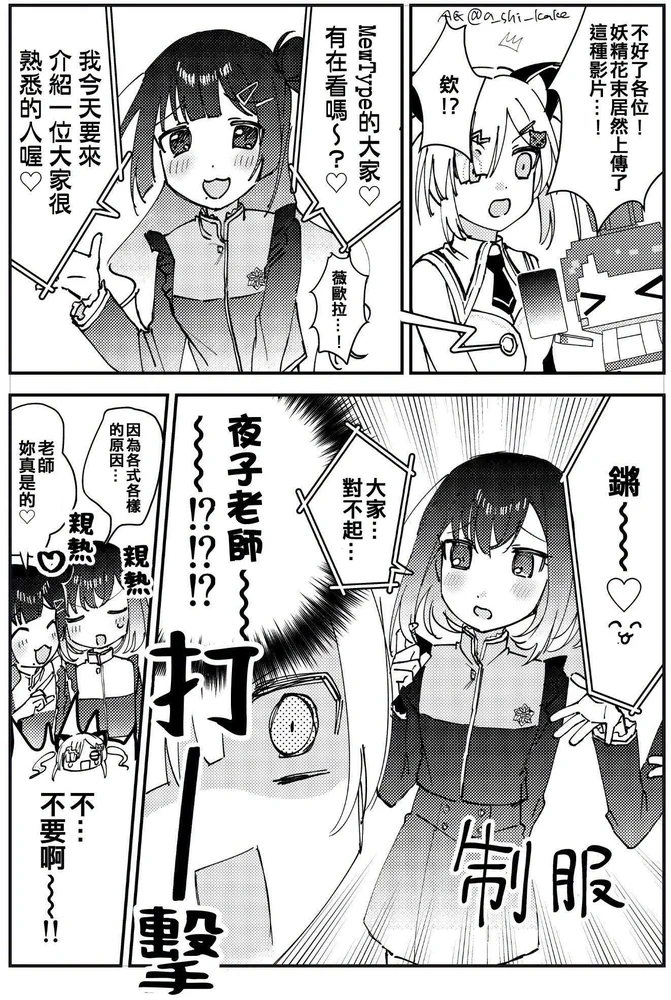 @a_shi_kake
不好了各位！
妖精花束居然上傳了
這種影片…！
欸！？
MewType的大家♡
有在看嗎～？♡
我今天要來
介紹一位大家很
熟悉的人喔♡
薇歐拉…！
鏘～～♡
大家…
對不起…
制服
夜子老師～～～！？！？！？
打擊
因為各式各樣
的原因…
老師
妳真是的♡
親熱
親熱
不…
不要啊～～～！！